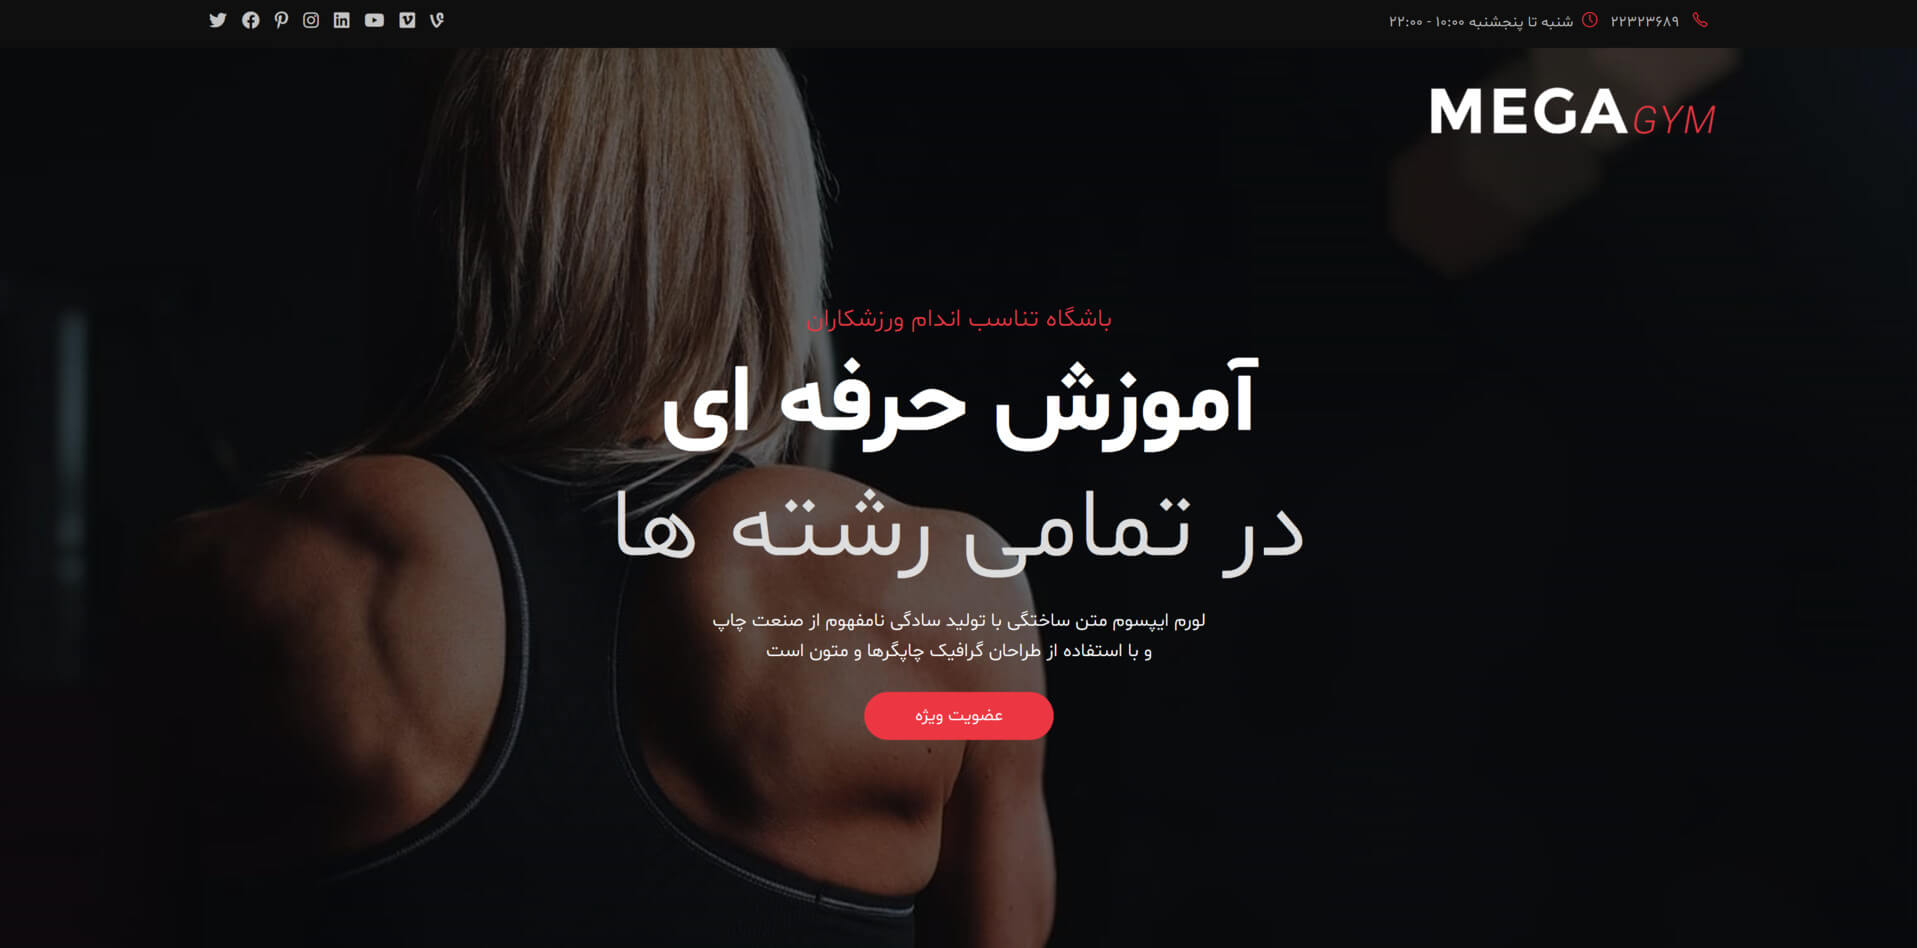 ۲۲۳۲۳۶۸۹ شنبه تا پنجشنبه ۱۰:۰۰ - ۲۲:۰۰
MEGA GYM
باشگاه تناسب اندام ورزشکاران
آموزش حرفه ای
در تمامی رشته ها
لورم ایپسوم متن ساختگی با تولید سادگی نامفهوم از صنعت چاپ
و با استفاده از طراحان گرافیک چاپگرها و متون است
عضویت ویژه